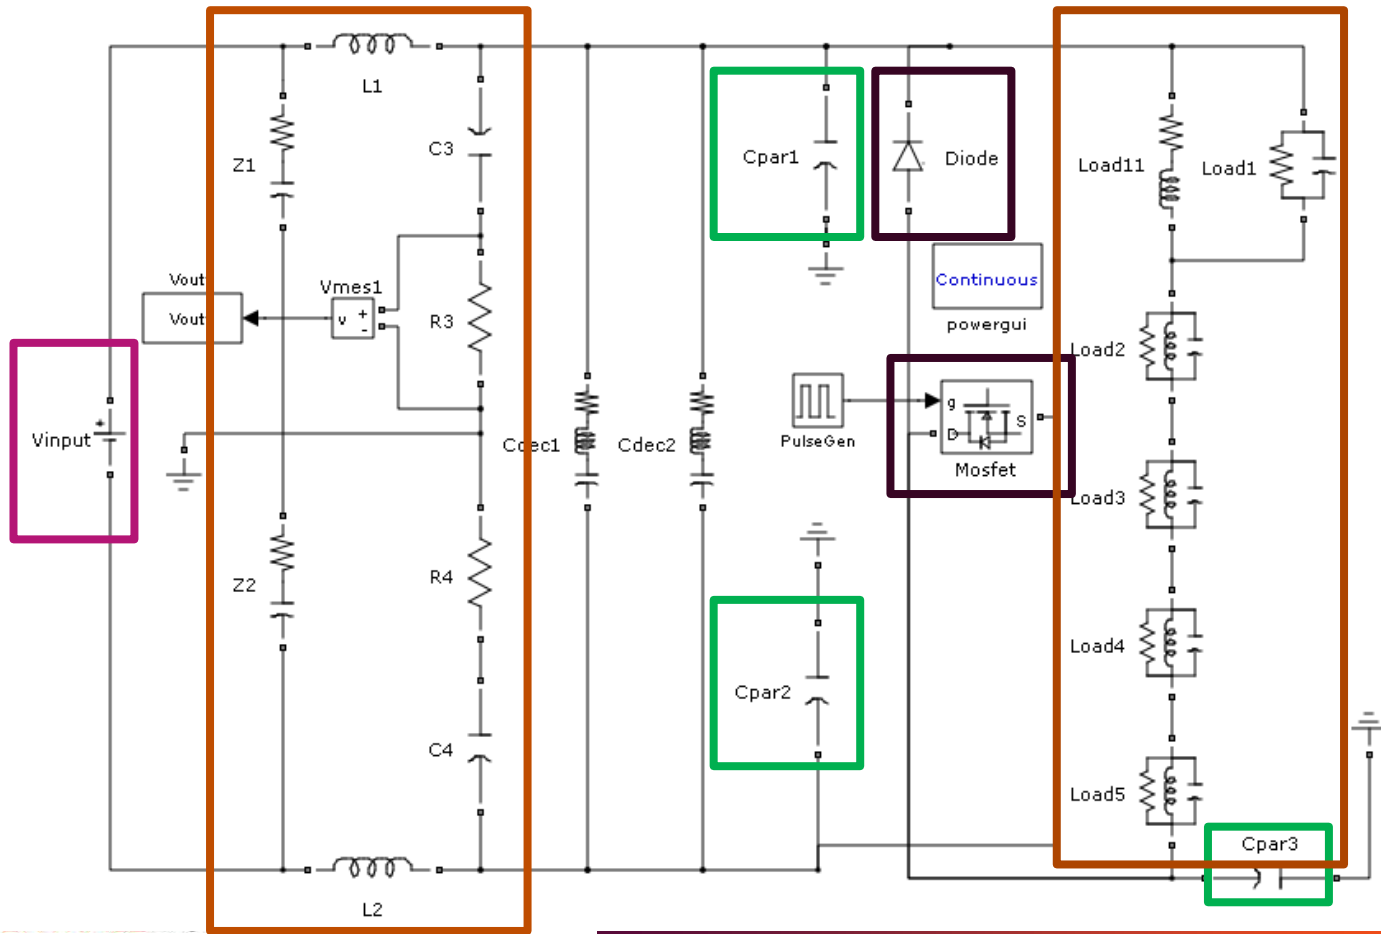 L1
Z1
C3
Cpar1
Diode
Load11
Load1
Vout
Vmes1
Continuous
Vout
v
+
-
R3
powergui
Load2
Vinput
+
Cdec1
Cdec2
PulseGen
g
D
S
Mosfet
Load3
Z2
R4
Load4
Cpar2
C4
Load5
Cpar3
L2